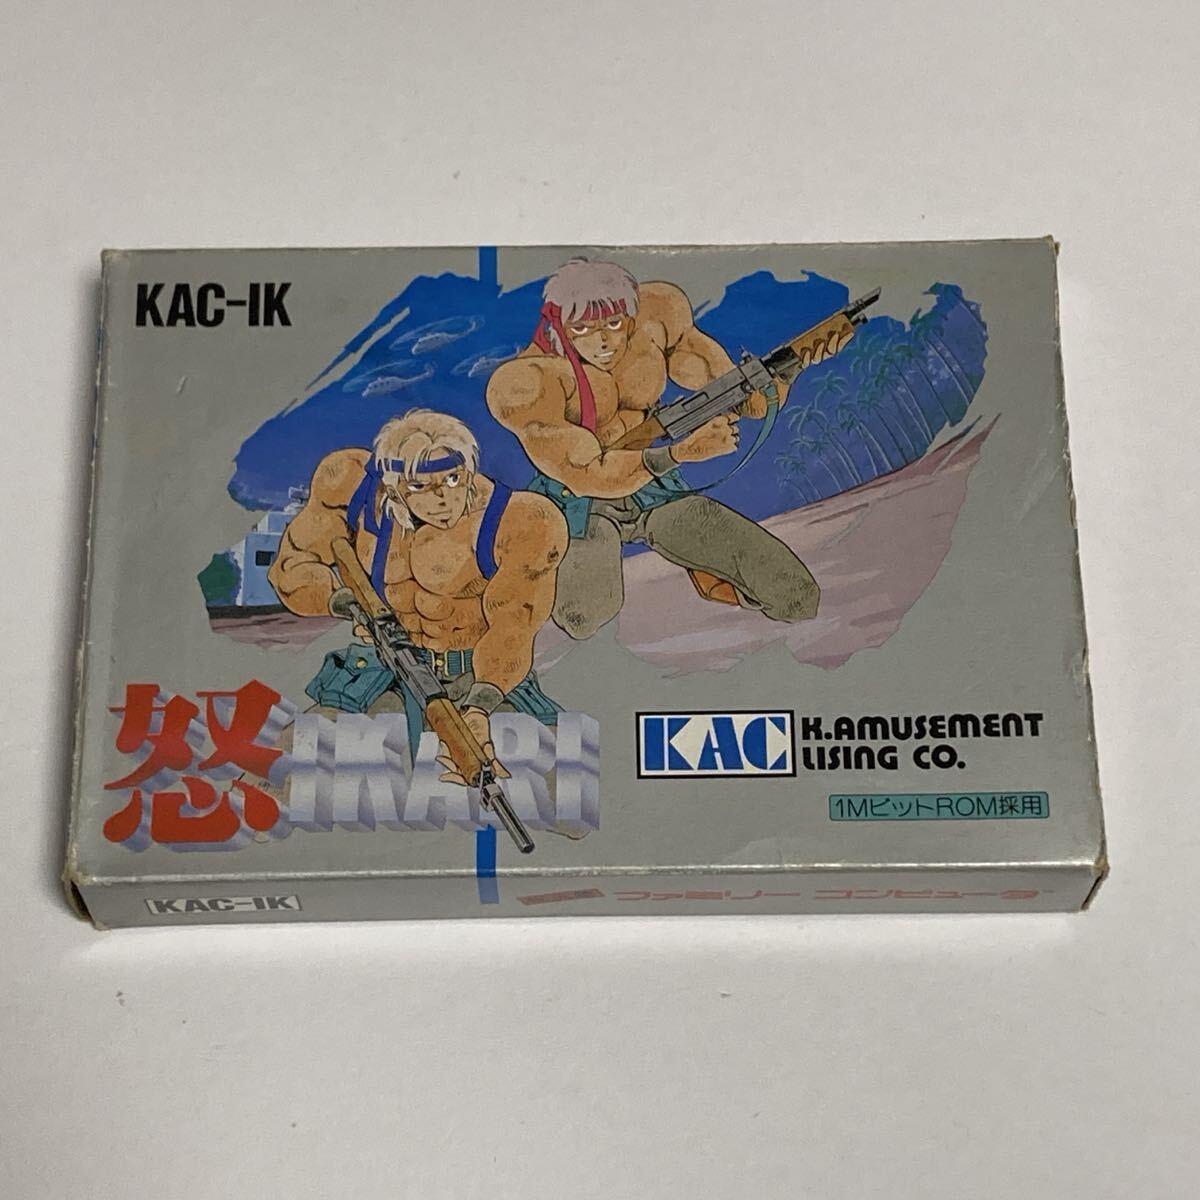 KAC-IK
怒 IKARI
KAC K.AMUSEMENT
LISING CO.
1MビットROM採用
KAC-IK
ファミリー コンピュータ